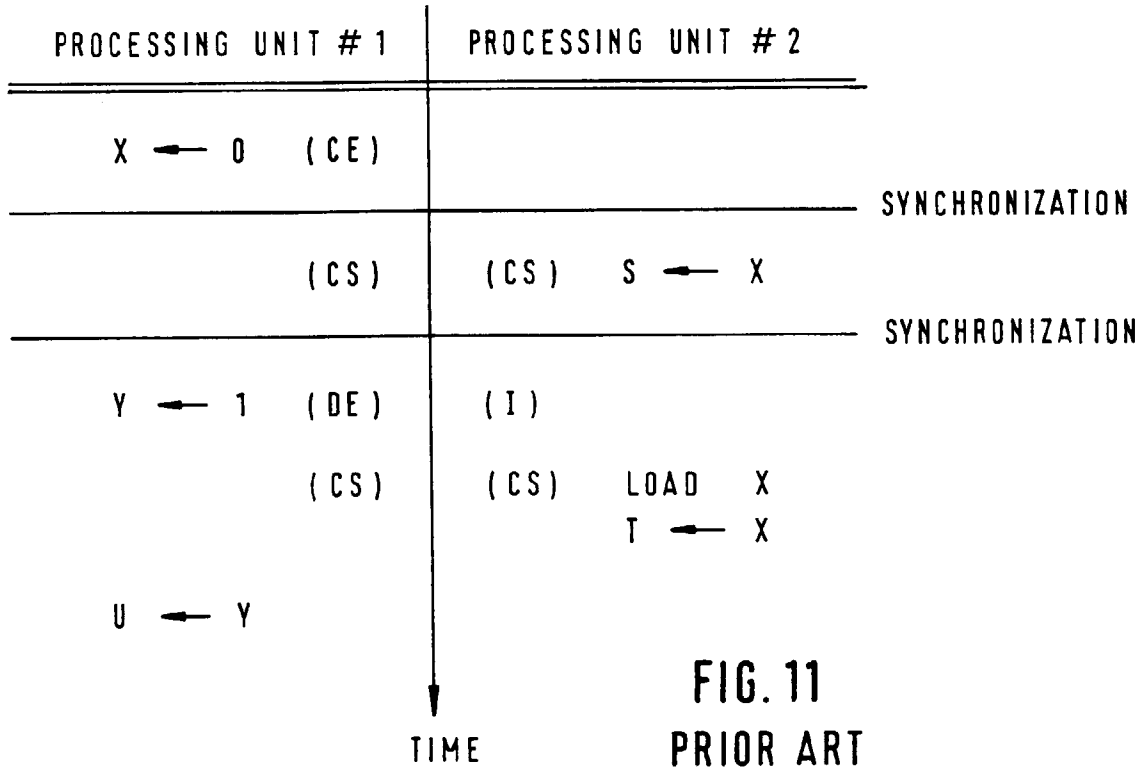 PROCESSING UNIT # 1 PROCESSING UNIT # 2
X ← 0 (CE)
SYNCHRONIZATION
(CS) (CS) S ← X
SYNCHRONIZATION
Y ← 1 (DE) (I)
(CS) (CS) LOAD X
T ← X
U ← Y
FIG. 11
TIME PRIOR ART